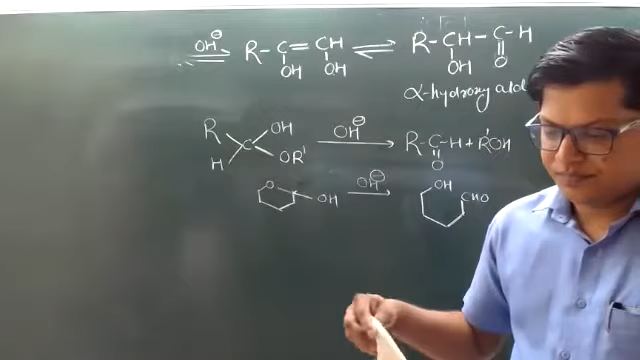 OH⊖ ⇌ R-C=CH ⇌ R-CH-C-H
OH OH OH O
α-hydroxy ald
R OH OH⊖ → R-C-H + R'OH
C
H OR' O
O OH OH⊖ → OH CHO